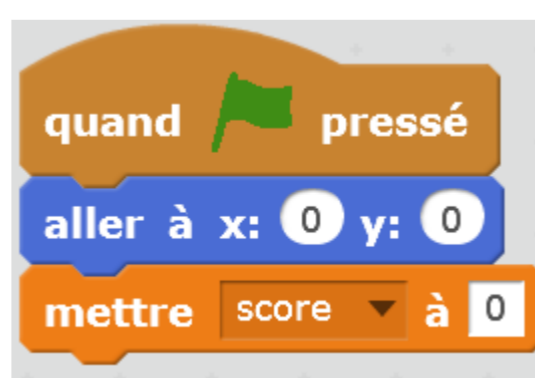 quand pressé
aller à x: 0 y: 0
mettre score à 0